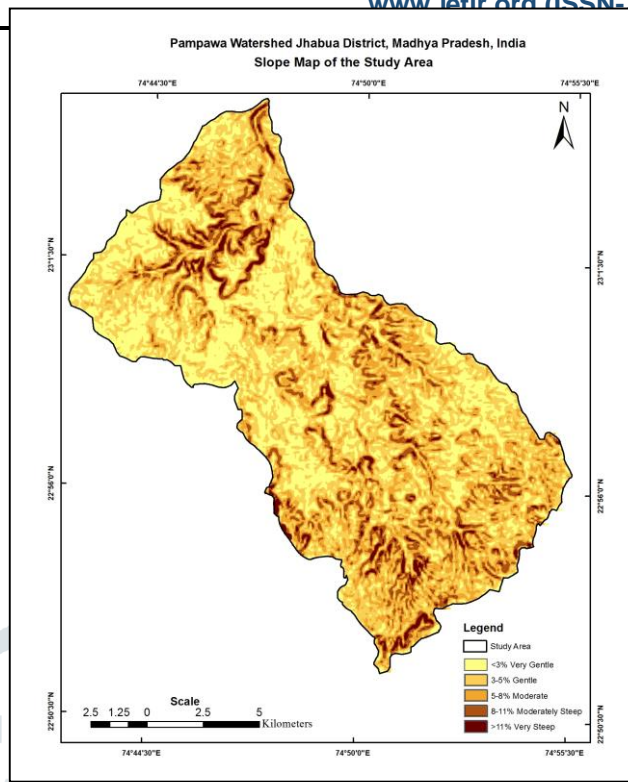 www.jetir.org (ISSN-
Pampawa Watershed Jhabua District, Madhya Pradesh, India
Slope Map of the Study Area
74°44'30"E 74°50'0"E 74°55'30"E
N
23°1'30"N 23°1'30"N
22°56'0"N 22°56'0"N
Legend
Study Area
<3% Very Gentle
3-5% Gentle
5-8% Moderate
8-11% Moderately Steep
>11% Very Steep
Scale
2.5 1.25 0 2.5 5
Kilometers
22°50'30"N 22°50'30"N
74°44'30"E 74°50'0"E 74°55'30"E